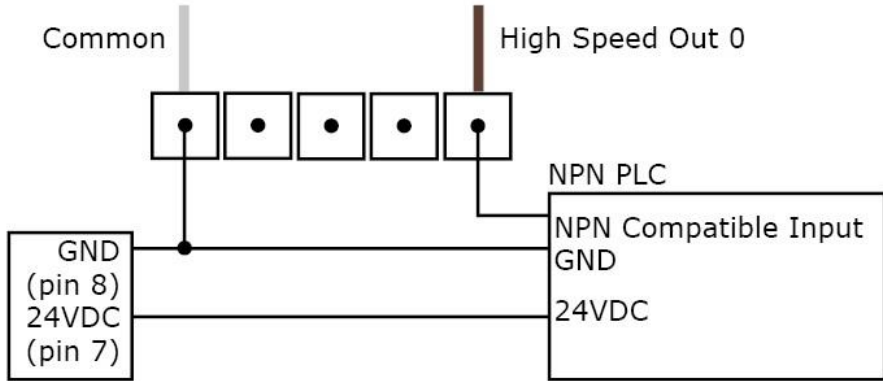 Common
High Speed Out 0
NPN PLC
NPN Compatible Input
GND
24VDC
GND
(pin 8)
24VDC
(pin 7)